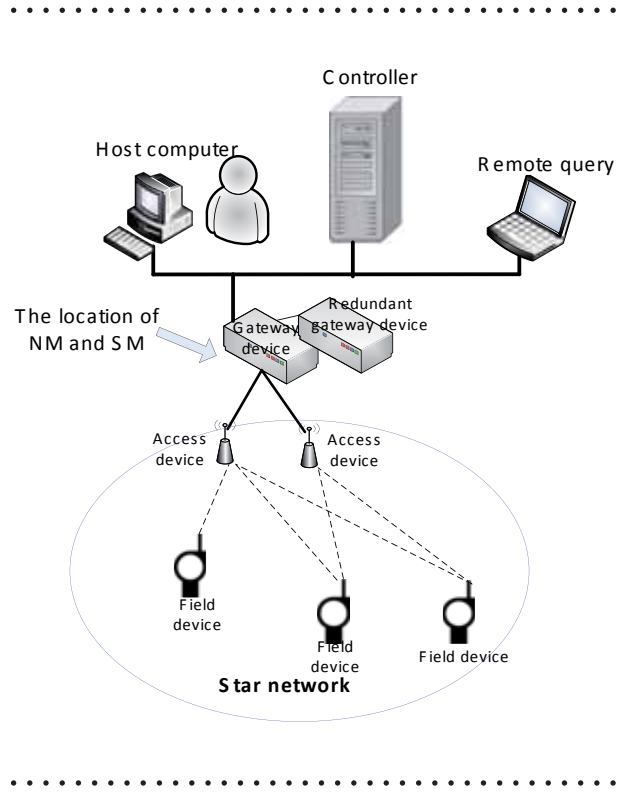 Controller
Host computer
Remote query
The location of
NM and SM
Gateway
device
Redundant
gateway device
Access
device
Access
device
Field
device
Field
device
Field device
Star network